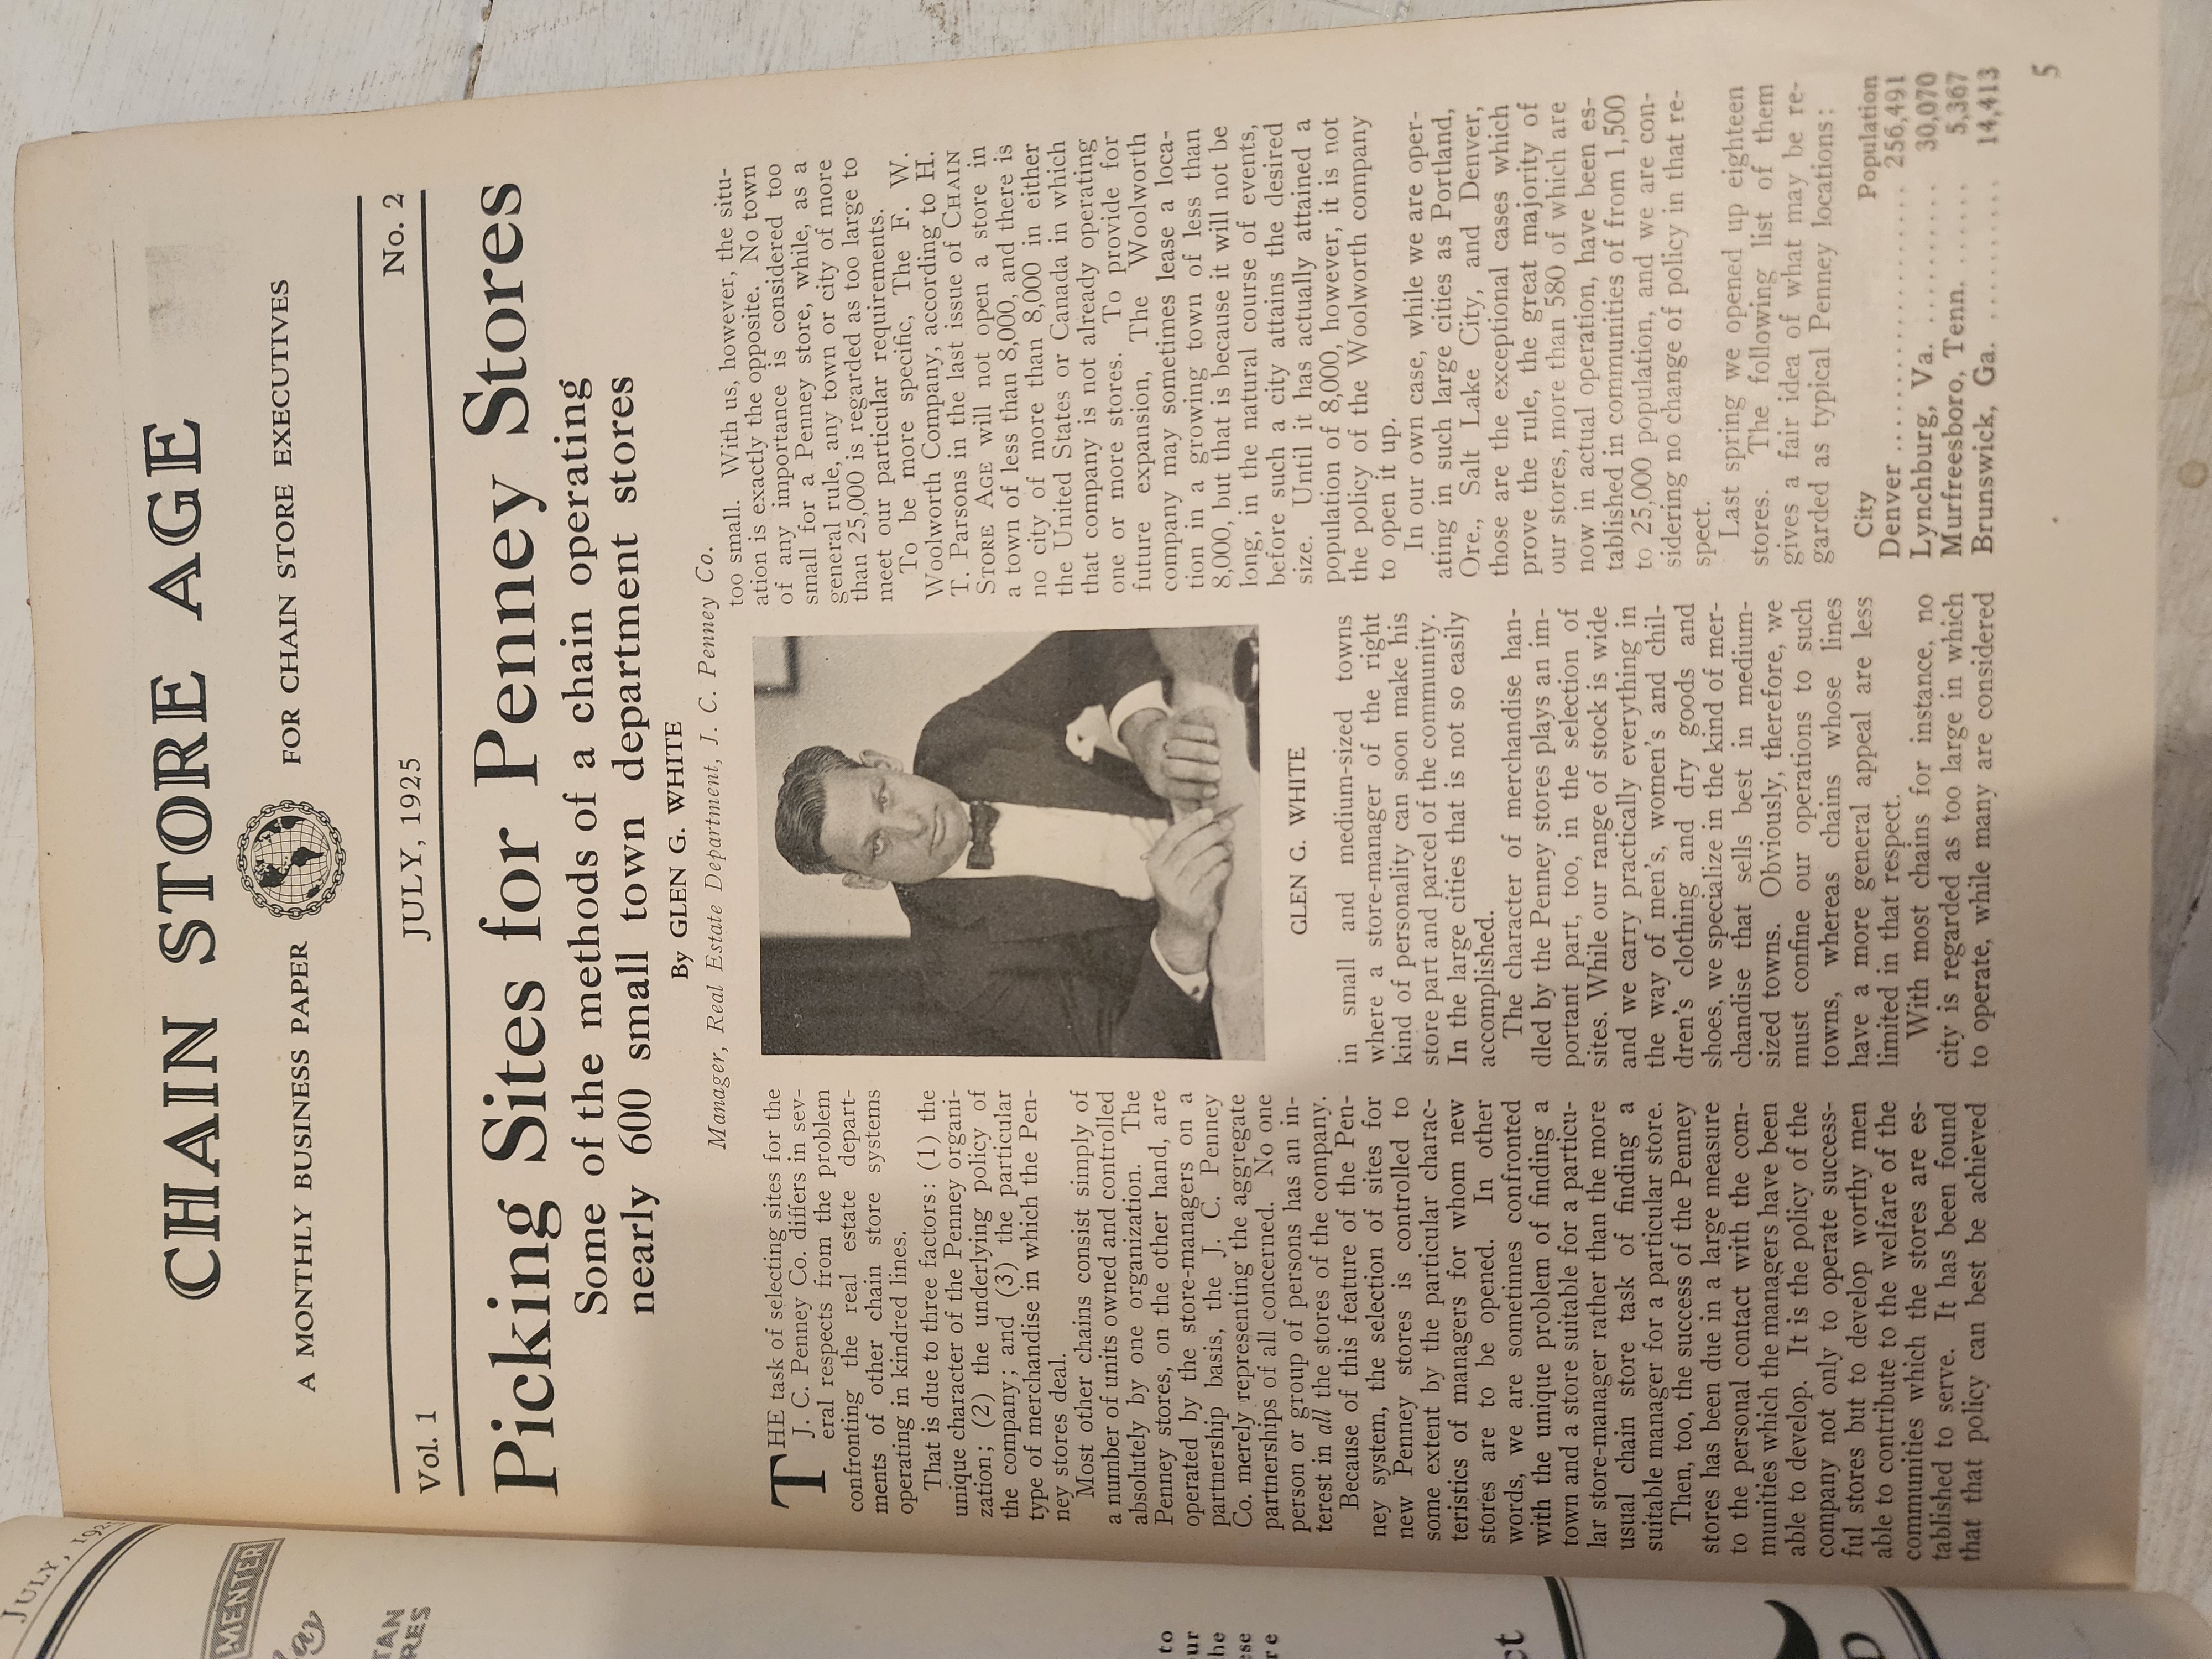 CHAIN STORE AGE
A MONTHLY BUSINESS PAPER FOR CHAIN STORE EXECUTIVES
Vol. 1 JULY, 1925 No. 2
Picking Sites for Penney Stores
Some of the methods of a chain operating
nearly 600 small town department stores
By GLEN G. WHITE
Manager, Real Estate Department, J. C. Penney Co.
THE task of selecting sites for the
J. C. Penney Co. differs in sev-
eral respects from the problem
confronting the real estate depart-
ments of other chain store systems
operating in kindred lines.
That is due to three factors: (1) the
unique character of the Penney organi-
zation; (2) the underlying policy of
the company; and (3) the particular
type of merchandise in which the Pen-
ney stores deal.
Most other chains consist simply of
a number of units owned and controlled
absolutely by one organization. The
Penney stores, on the other hand, are
operated by the store-managers on a
partnership basis, the J. C. Penney
Co. merely representing the aggregate
partnerships of all concerned. No one
person or group of persons has an in-
terest in all the stores of the company.
Because of this feature of the Pen-
ney system, the selection of sites for
new Penney stores is controlled to
some extent by the particular charac-
teristics of managers for whom new
stores are to be opened. In other
words, we are sometimes confronted
with the unique problem of finding a
town and a store suitable for a particu-
lar store-manager rather than the more
usual chain store task of finding a
suitable manager for a particular store.
Then, too, the success of the Penney
stores has been due in a large measure
to the personal contact with the com-
munities which the managers have been
able to develop. It is the policy of the
company not only to operate success-
ful stores but to develop worthy men
able to contribute to the welfare of the
communities which the stores are es-
tablished to serve. It has been found
that that policy can best be achieved
GLEN G. WHITE
in small and medium-sized towns
where a store-manager of the right
kind of personality can soon make his
store part and parcel of the community.
In the large cities that is not so easily
accomplished.
The character of merchandise han-
dled by the Penney stores plays an im-
portant part, too, in the selection of
sites. While our range of stock is wide
and we carry practically everything in
the way of men's, women's and chil-
dren's clothing and dry goods and
shoes, we specialize in the kind of mer-
chandise that sells best in medium-
sized towns. Obviously, therefore, we
must confine our operations to such
towns, whereas chains whose lines
have a more general appeal are less
limited in that respect.
With most chains for instance, no
city is regarded as too large in which
to operate, while many are considered
too small. With us, however, the situ-
ation is exactly the opposite. No town
of any importance is considered too
small for a Penney store, while, as a
general rule, any town or city of more
than 25,000 is regarded as too large to
meet our particular requirements.
To be more specific, The F. W.
Woolworth Company, according to H.
T. Parsons in the last issue of CHAIN
STORE AGE will not open a store in
a town of less than 8,000, and there is
no city of more than 8,000 in either
the United States or Canada in which
that company is not already operating
one or more stores. To provide for
future expansion, The Woolworth
company may sometimes lease a loca-
tion in a growing town of less than
8,000, but that is because it will not be
long, in the natural course of events,
before such a city attains the desired
size. Until it has actually attained a
population of 8,000, however, it is not
the policy of the Woolworth company
to open it up.
In our own case, while we are oper-
ating in such large cities as Portland,
Ore., Salt Lake City, and Denver,
those are the exceptional cases which
prove the rule, the great majority of
our stores, more than 580 of which are
now in actual operation, have been es-
tablished in communities of from 1,500
to 25,000 population, and we are con-
sidering no change of policy in that re-
spect.
Last spring we opened up eighteen
stores. The following list of them
gives a fair idea of what may be re-
garded as typical Penney locations:
City Population
Denver .............. 256,491
Lynchburg, Va. .......... 30,070
Murfreesboro, Tenn. ...... 5,367
Brunswick, Ga. .......... 14,413
5
JULY, 192
MENTER
TAN
RES
to
ur
he
ese
re
ct